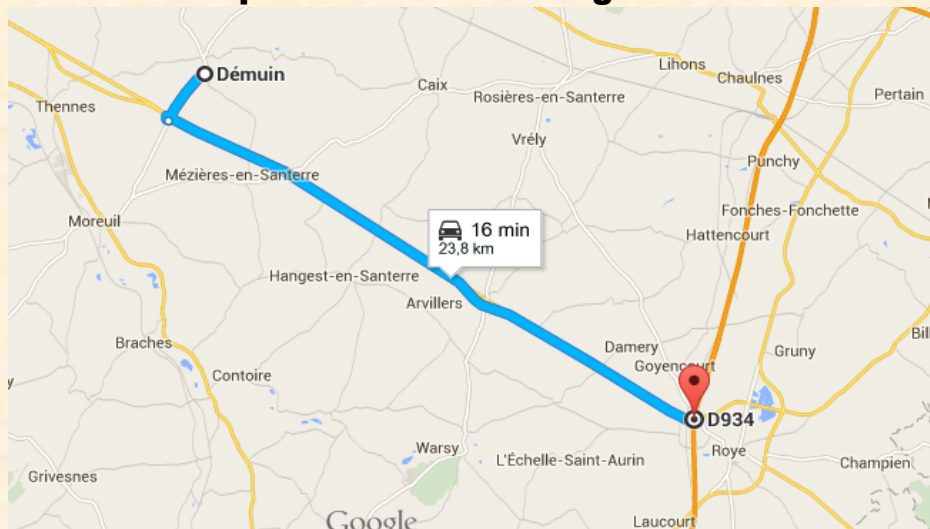 Lihons
Démuin
Chaulnes
Caix
Pertain
Rosières-en-Santerre
Thennes
Vrély
Punchy
Mézières-en-Santerre
Fonches-Fonchette
Moreuil
16 min
Hattencourt
23,8 km
Hangest-en-Santerre
Arvillers
Braches
Damery
Gruny
Goyencourt
Contoire
D934
Warsy
Roye
L'Échelle-Saint-Aurin
Champien
Grivesnes
Google
Laucourt